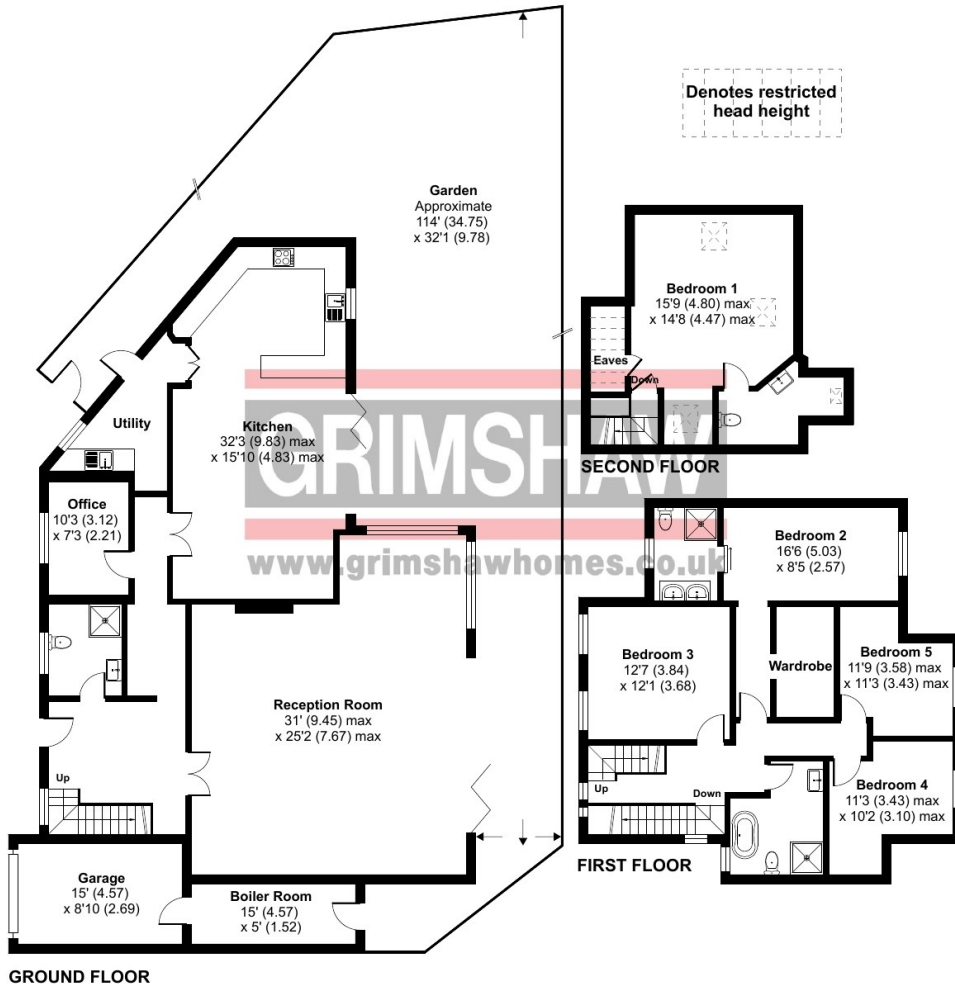 Denotes restricted
head height
Garden
Approximate
114' (34.75)
x 32'1 (9.78)
Bedroom 1
15'9 (4.80) max
x 14'8 (4.47) max
Eaves
Down
SECOND FLOOR
Utility
Kitchen
32'3 (9.83) max
x 15'10 (4.83) max
GRIMSHAW
www.grimshawhomes.co.uk
Office
10'3 (3.12)
x 7'3 (2.21)
Reception Room
31' (9.45) max
x 25'2 (7.67) max
Up
Garage
15' (4.57)
x 8'10 (2.69)
Boiler Room
15' (4.57)
x 5' (1.52)
GROUND FLOOR
Bedroom 2
16'6 (5.03)
x 8'5 (2.57)
Bedroom 3
12'7 (3.84)
x 12'1 (3.68)
Wardrobe
Bedroom 5
11'9 (3.58) max
x 11'3 (3.43) max
Bedroom 4
11'3 (3.43) max
x 10'2 (3.10) max
Up
Down
FIRST FLOOR